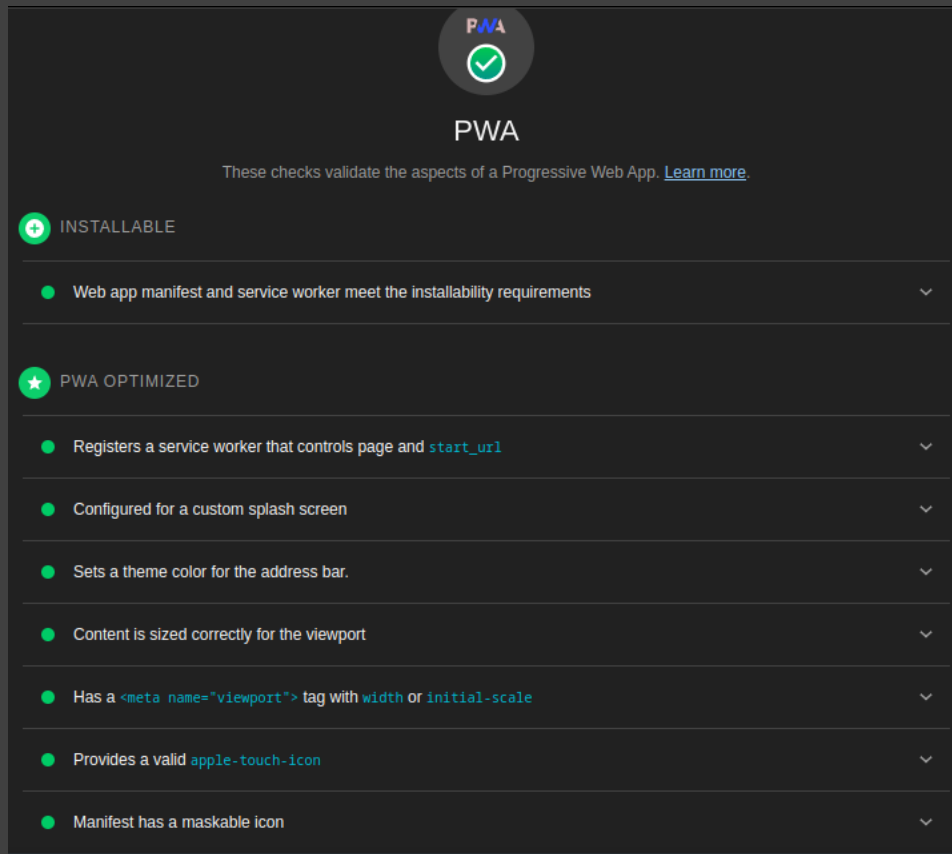 PWA
PWA
These checks validate the aspects of a Progressive Web App. Learn more.
INSTALLABLE
Web app manifest and service worker meet the installability requirements
PWA OPTIMIZED
Registers a service worker that controls page and start_url
Configured for a custom splash screen
Sets a theme color for the address bar.
Content is sized correctly for the viewport
Has a <meta name="viewport"> tag with width or initial-scale
Provides a valid apple-touch-icon
Manifest has a maskable icon